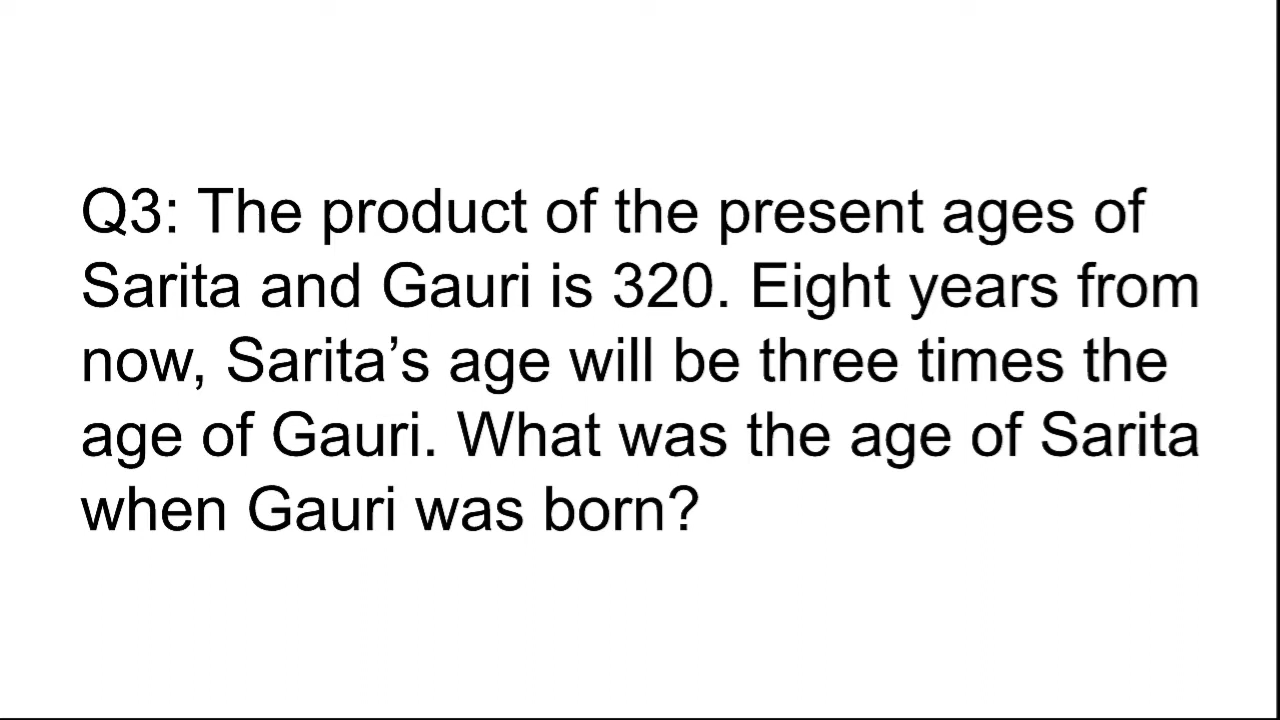 Q3: The product of the present ages of
Sarita and Gauri is 320. Eight years from
now, Sarita’s age will be three times the
age of Gauri. What was the age of Sarita
when Gauri was born?